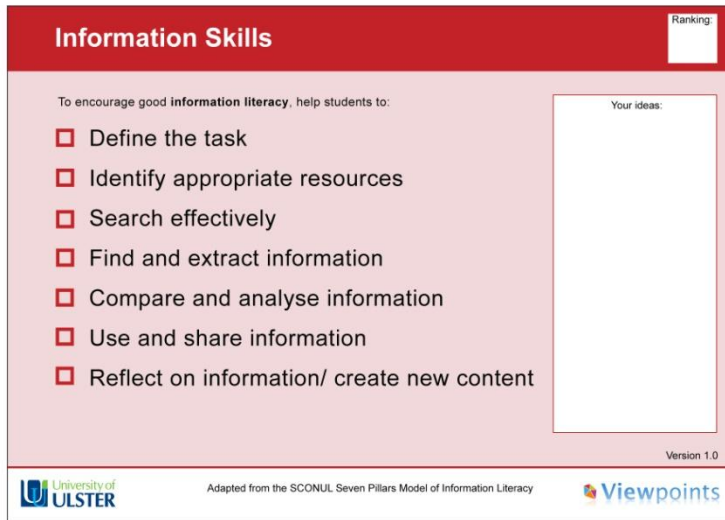 Information Skills
Ranking:
To encourage good information literacy, help students to:
Define the task
Identify appropriate resources
Search effectively
Find and extract information
Compare and analyse information
Use and share information
Reflect on information/ create new content
Your ideas:
Version 1.0
University of
ULSTER
Adapted from the SCONUL Seven Pillars Model of Information Literacy
Viewpoints